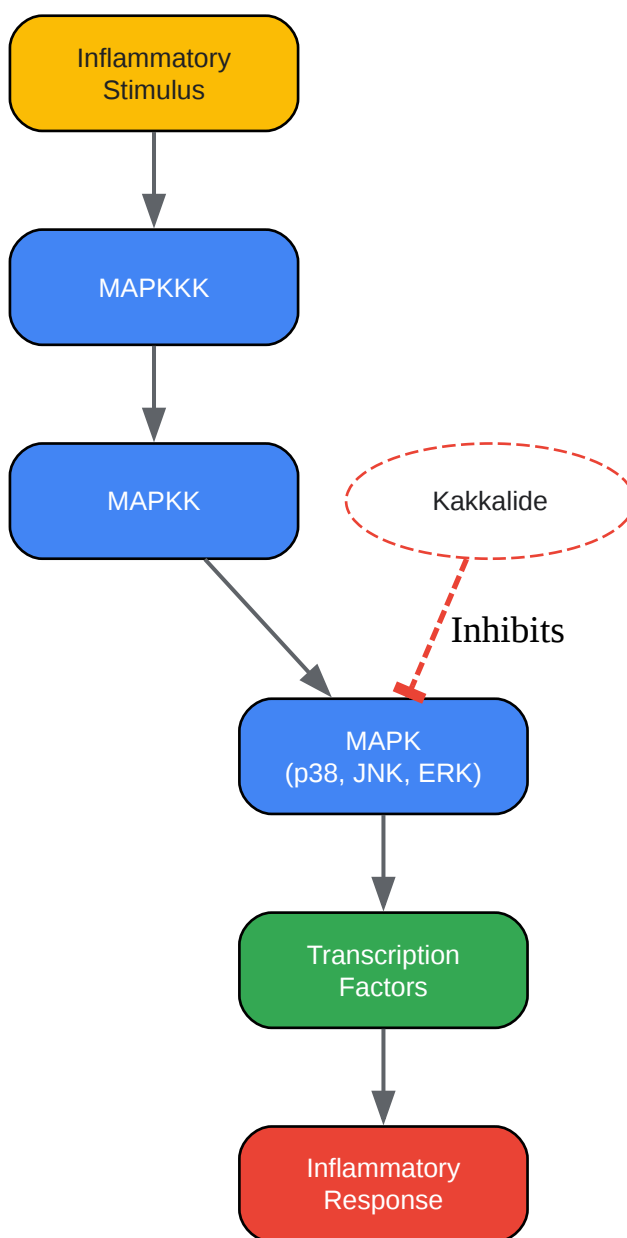 Inflammatory
Stimulus
MAPKKK
MAPKK
Kakkalide
Inhibits
MAPK
(p38, JNK, ERK)
Transcription
Factors
Inflammatory
Response